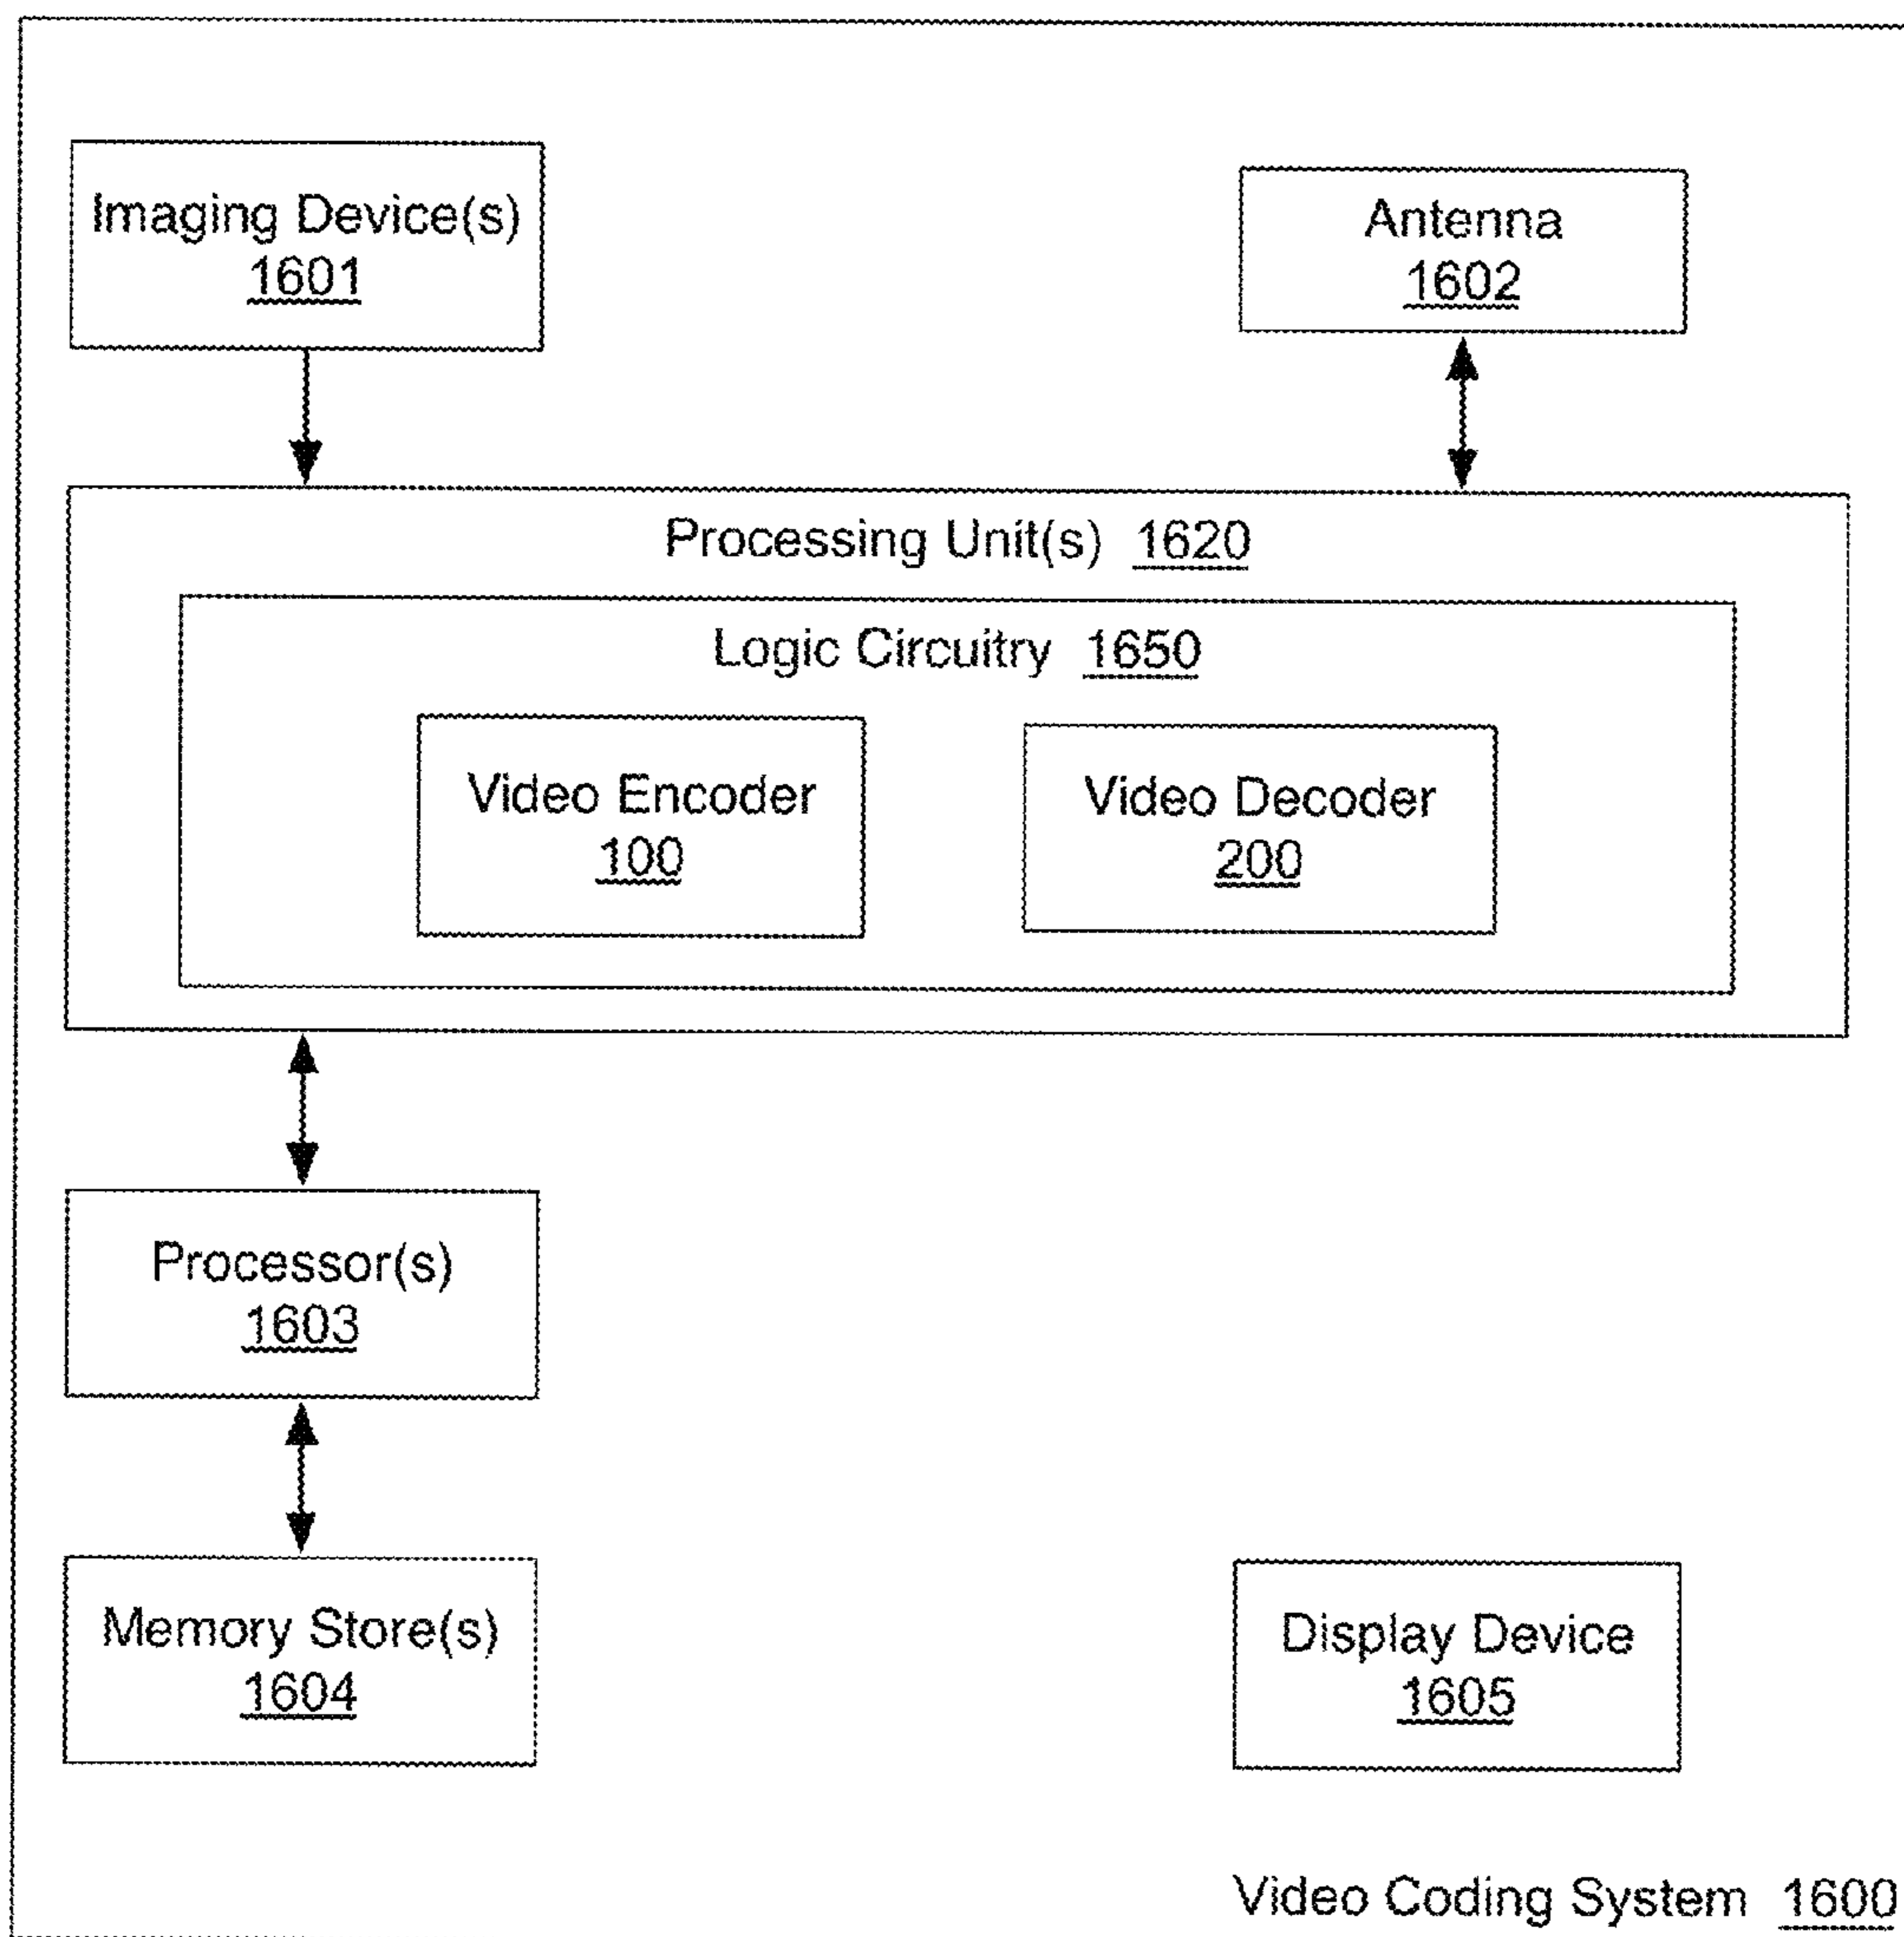 Imaging Device(s)
1601
Antenna
1602
Processing Unit(s) 1620
Logic Circuitry 1650
Video Encoder
100
Video Decoder
200
Processor(s)
1603
Memory Store(s)
1604
Display Device
1605
Video Coding System 1600